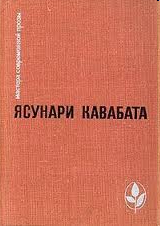 мастера современной прозы
ЯСУНАРИ КАВАБАТА